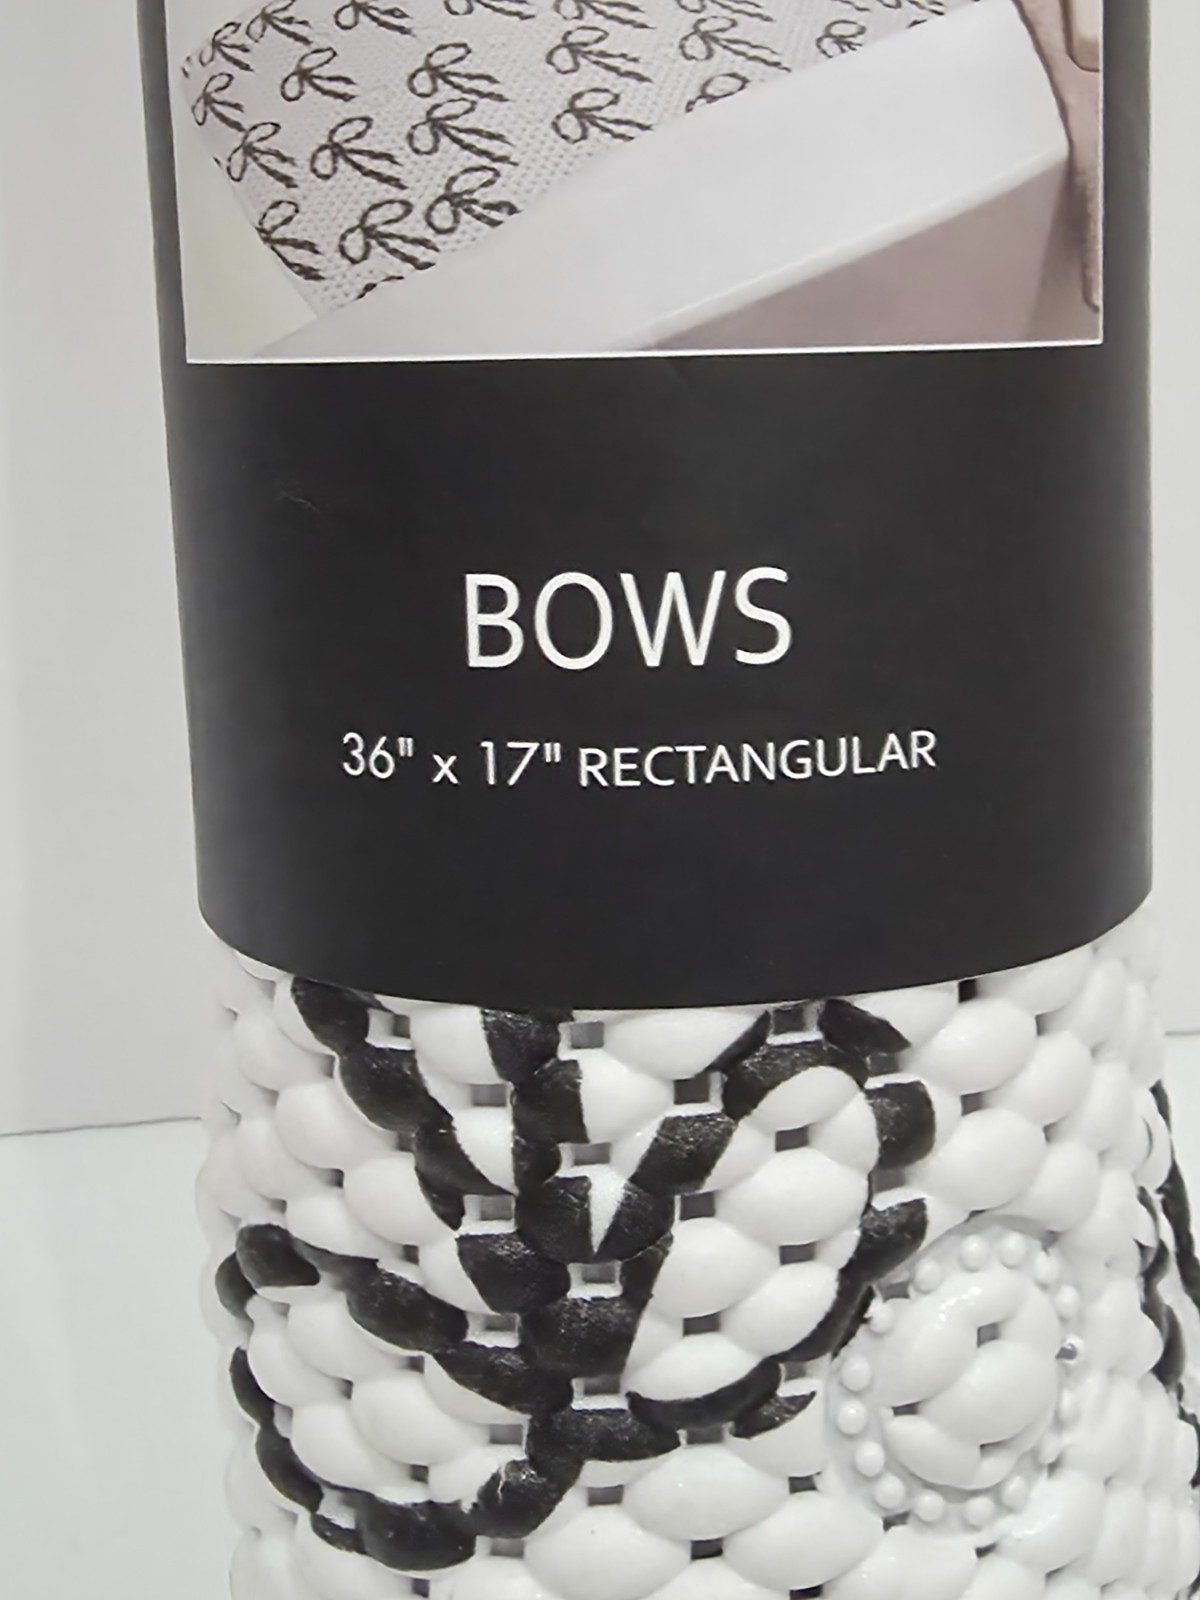 BOWS
36" x 17" RECTANGULAR